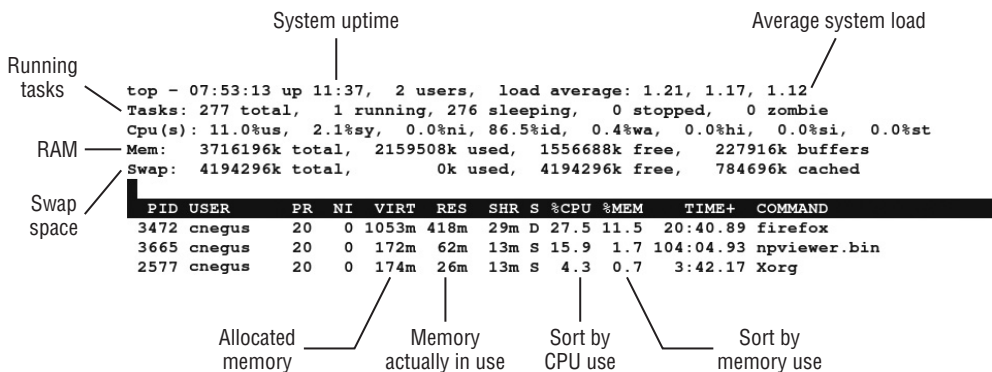 System uptime
Average system load
Running
tasks
top - 07:53:13 up 11:37, 2 users, load average: 1.21, 1.17, 1.12
Tasks: 277 total, 1 running, 276 sleeping, 0 stopped, 0 zombie
Cpu(s): 11.0%us, 2.1%sy, 0.0%ni, 86.5%id, 0.4%wa, 0.0%hi, 0.0%si, 0.0%st
RAM
Mem: 3716196k total, 2159508k used, 1556688k free, 227916k buffers
Swap: 4194296k total, 0k used, 4194296k free, 784696k cached
Swap
space
PID USER PR NI VIRT RES SHR S %CPU %MEM TIME+ COMMAND
3472 cnegus 20 0 1053m 418m 29m D 27.5 11.5 20:40.89 firefox
3665 cnegus 20 0 172m 62m 13m S 15.9 1.7 104:04.93 npviewer.bin
2577 cnegus 20 0 174m 26m 13m S 4.3 0.7 3:42.17 Xorg
Allocated
memory
Memory
actually in use
Sort by
CPU use
Sort by
memory use